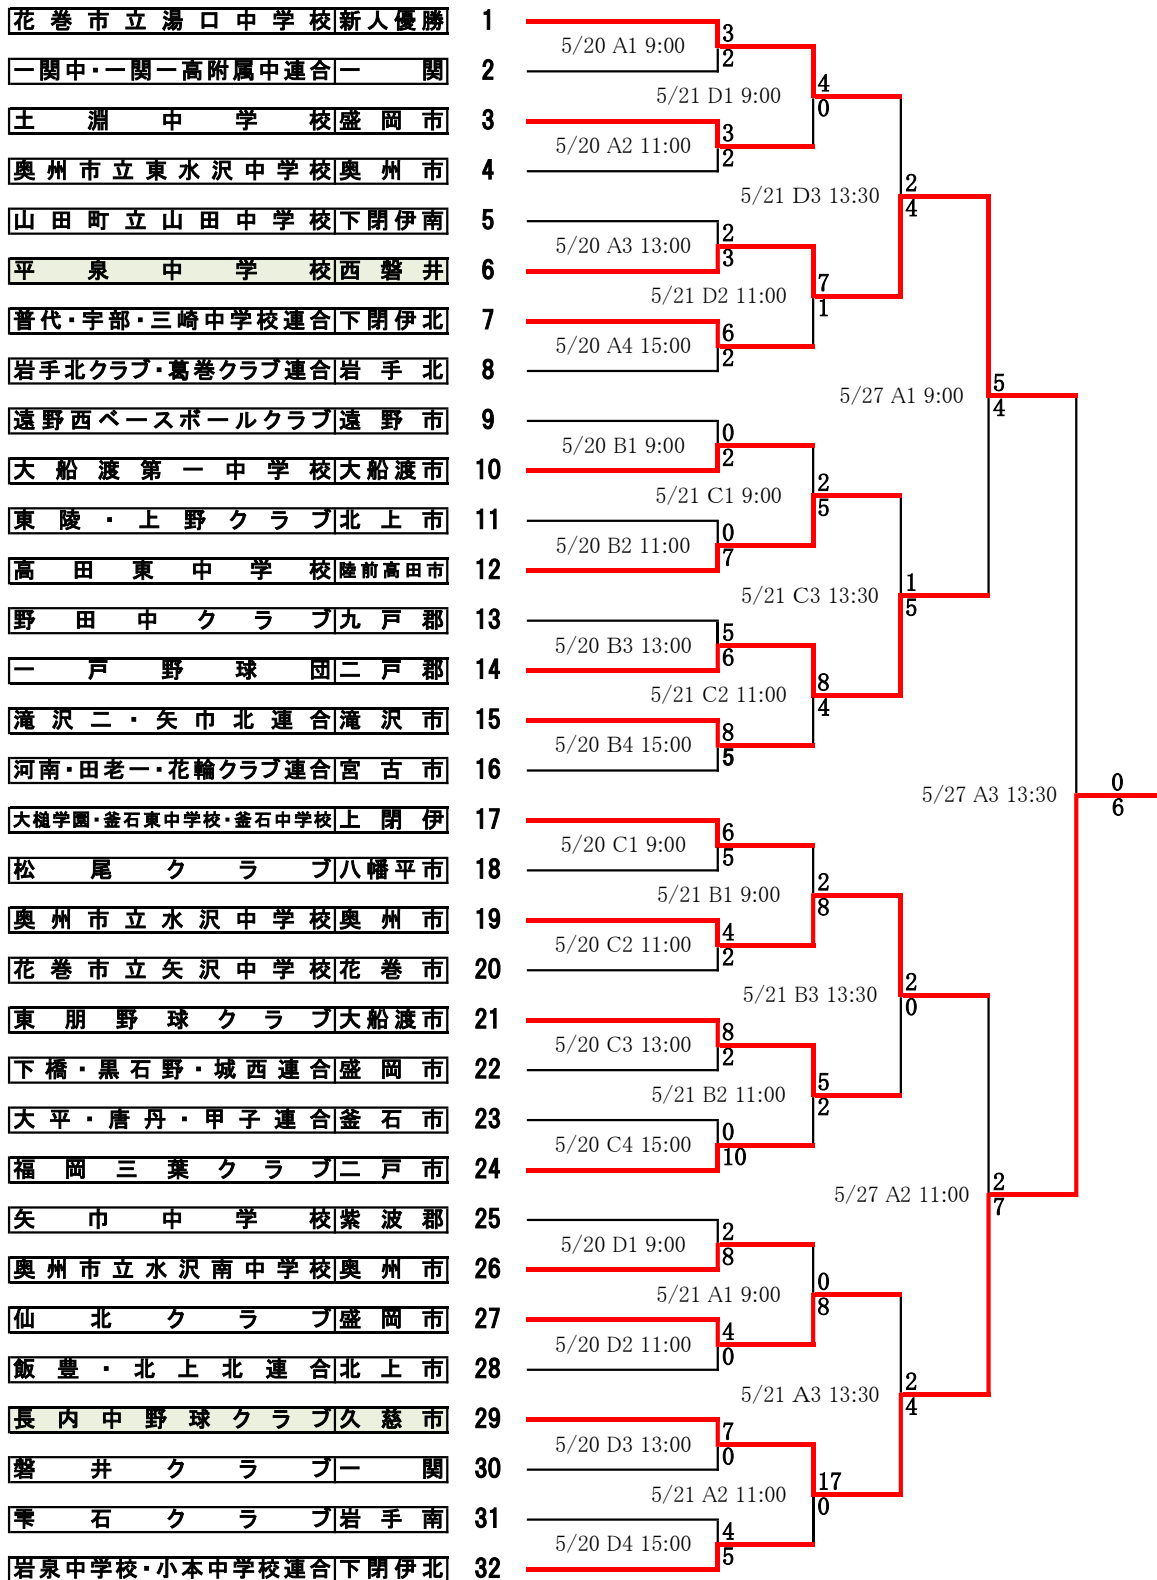 花巻市立湯口中学校 新人優勝 1
3
5/20 A1 9:00
2
一関中・一関一高附属中連合 一関 2
4
5/21 D1 9:00
0
土淵中学校 盛岡市 3
3
5/20 A2 11:00
2
奥州市立東水沢中学校 奥州市 4
2
5/21 D3 13:30
4
山田町立山田中学校 下閉伊南 5
2
5/20 A3 13:00
3
平泉中学校 西磐井 6
7
5/21 D2 11:00
1
普代・宇部・三崎中学校連合 下閉伊北 7
6
5/20 A4 15:00
2
岩手北クラブ・葛巻クラブ連合 岩手北 8
5
5/27 A1 9:00
4
遠野西ベースボールクラブ 遠野市 9
0
5/20 B1 9:00
2
大船渡第一中学校 大船渡市 10
2
5/21 C1 9:00
5
東陵・上野クラブ 北上市 11
0
5/20 B2 11:00
7
高田東中学校 陸前高田市 12
1
5/21 C3 13:30
5
野田中クラブ 九戸郡 13
5
5/20 B3 13:00
6
一戸野球団 二戸郡 14
8
5/21 C2 11:00
4
滝沢二・矢巾北連合 滝沢市 15
8
5/20 B4 15:00
5
河南・田老一・花輪クラブ連合 宮古市 16
0
5/27 A3 13:30
6
大槌学園・釜石東中学校・釜石中学校 上閉伊 17
6
5/20 C1 9:00
5
松尾クラブ 八幡平市 18
2
5/21 B1 9:00
8
奥州市立水沢中学校 奥州市 19
4
5/20 C2 11:00
2
花巻市立矢沢中学校 花巻市 20
2
5/21 B3 13:30
0
東朋野球クラブ 大船渡市 21
8
5/20 C3 13:00
2
下橋・黒石野・城西連合 盛岡市 22
5
5/21 B2 11:00
2
大平・唐丹・甲子連合 釜石市 23
0
5/20 C4 15:00
10
福岡三葉クラブ 二戸市 24
2
5/27 A2 11:00
7
矢巾中学校 紫波郡 25
2
5/20 D1 9:00
8
奥州市立水沢南中学校 奥州市 26
0
5/21 A1 9:00
8
仙北クラブ 盛岡市 27
4
5/20 D2 11:00
0
飯豊・北上北連合 北上市 28
2
5/21 A3 13:30
4
長内中野球クラブ 久慈市 29
7
5/20 D3 13:00
0
磐井クラブ 一関 30
17
5/21 A2 11:00
0
雫石クラブ 岩手南 31
4
5/20 D4 15:00
5
岩泉中学校・小本中学校連合 下閉伊北 32